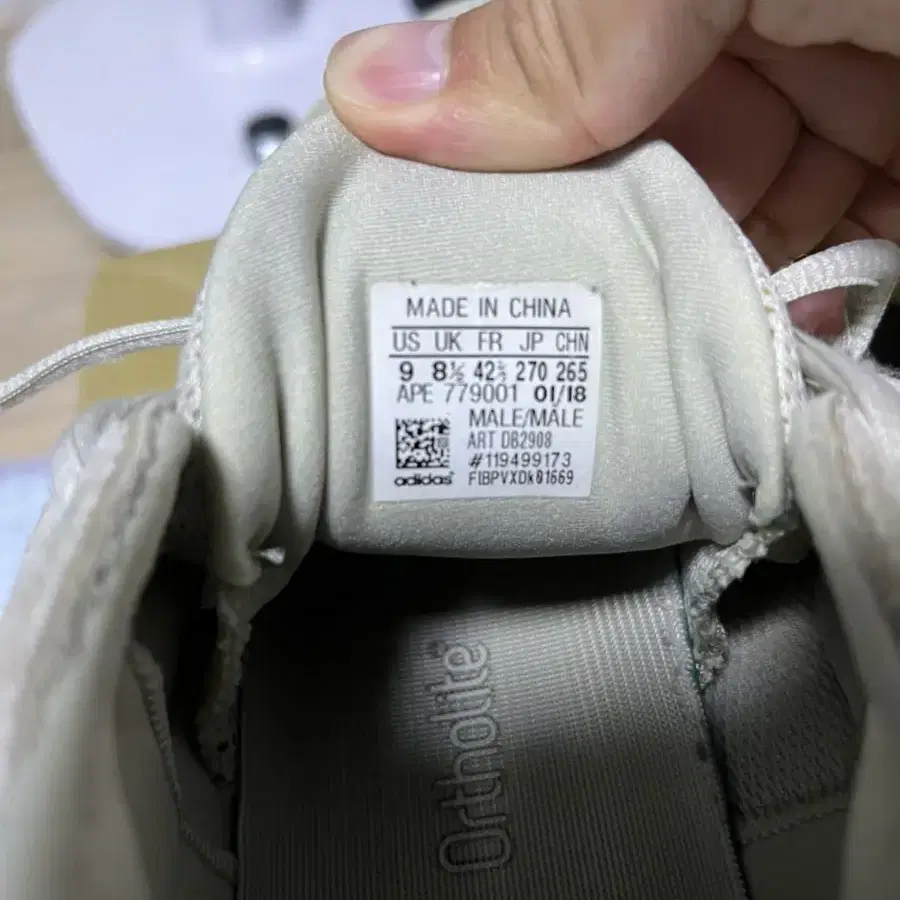 MADE IN CHINA
US UK FR JP CHN
9 8½ 42⅔ 270 265
APE 779001 01/18
MALE/MÂLE
ART DB2908
#119499173
adidas FIBPVXDk01669
Ortholite